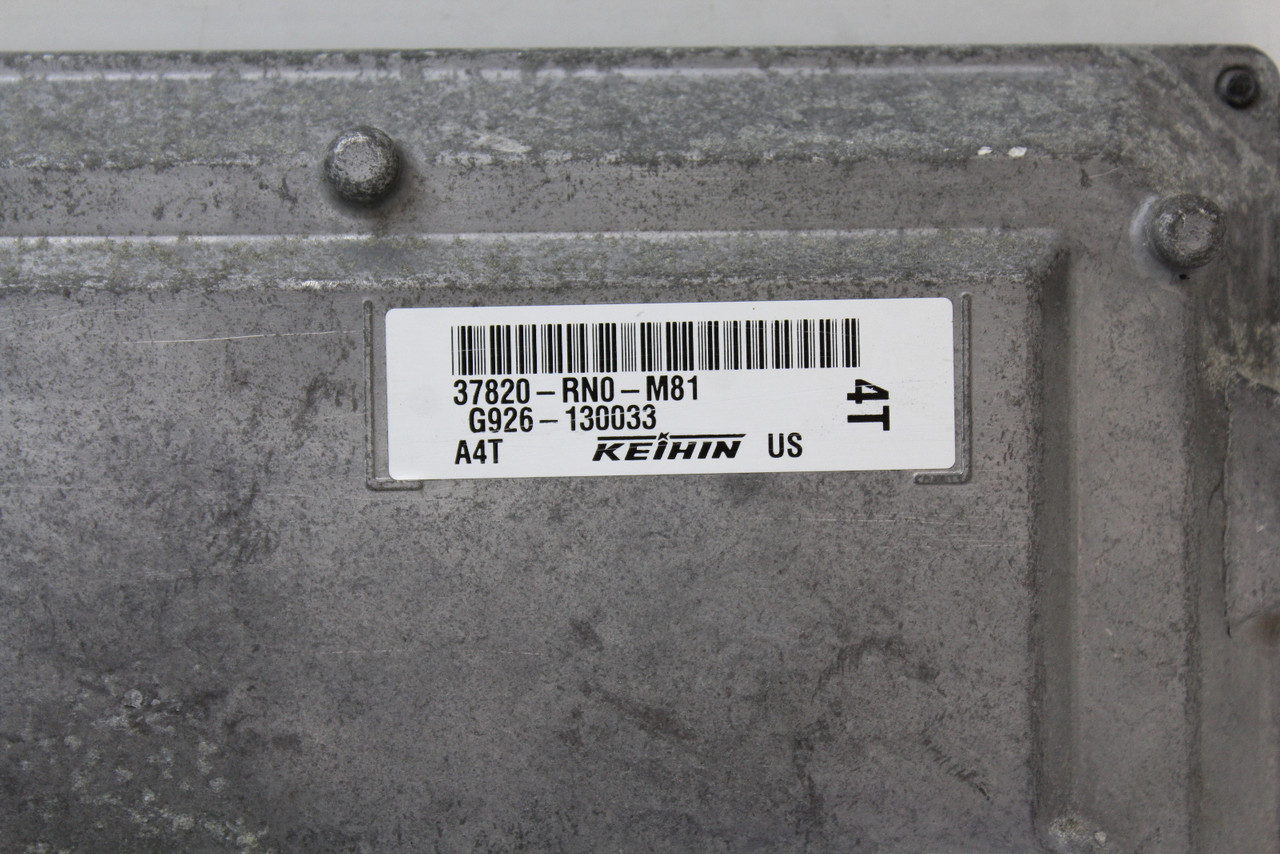 37820-RN0-M81
G926-130033
A4T KEIHIN US
4T